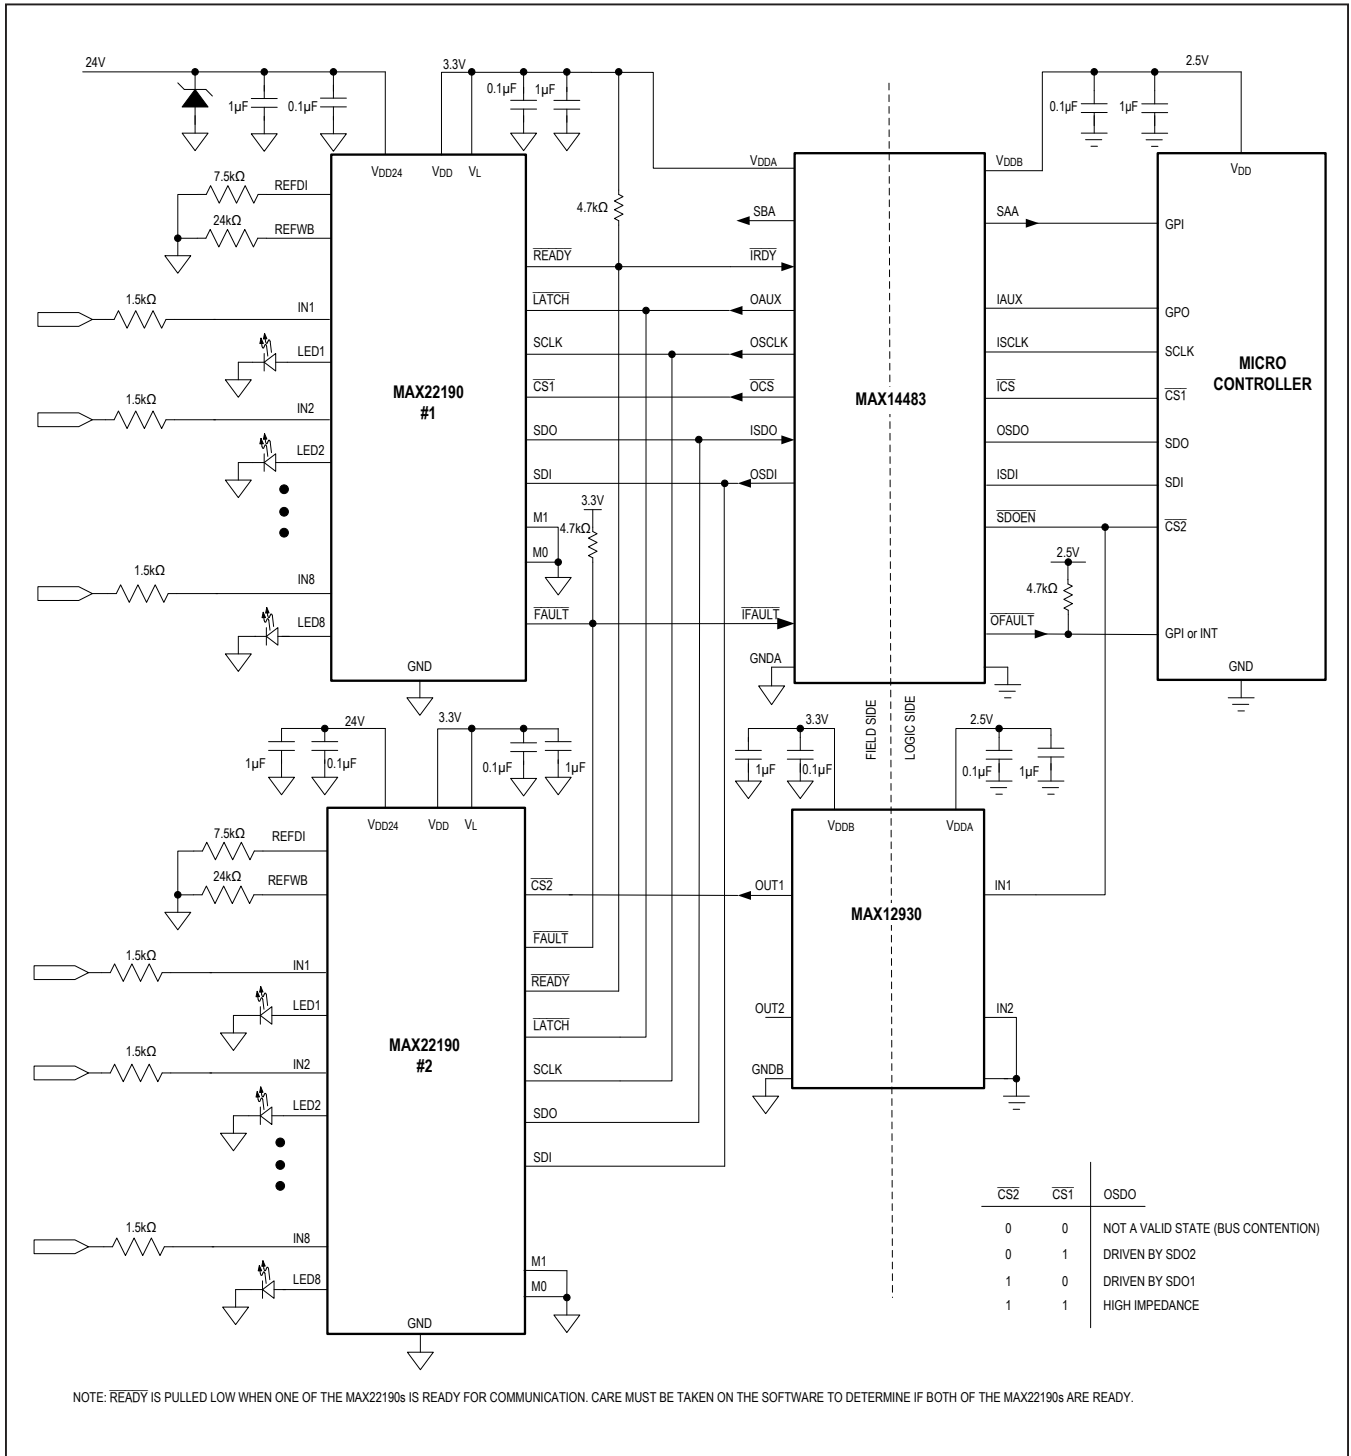 24V
3.3V
2.5V
1µF
0.1µF
0.1µF
1µF
0.1µF
1µF
VDD24
VDD
VL
VDDA
VDDB
VDD
7.5kΩ
REFDI
24kΩ
REFWB
4.7kΩ
SBA
SAA
GPI
READY
IRDY
1.5kΩ
IN1
LATCH
OAUX
IAUX
GPO
LED1
SCLK
OSCLK
ISCLK
SCLK
MICRO
CONTROLLER
MAX22190
#1
CS1
OCS
MAX14483
ICS
CS1
1.5kΩ
IN2
SDO
ISDO
OSDO
SDO
LED2
SDI
OSDI
ISDI
SDI
3.3V
M1
4.7kΩ
SDOEN
CS2
M0
2.5V
1.5kΩ
IN8
4.7kΩ
FAULT
IFAULT
OFAULT
GPI or INT
LED8
GND
GNDA
GND
FIELD SIDE
LOGIC SIDE
24V
3.3V
3.3V
2.5V
1µF
0.1µF
0.1µF
1µF
1µF
0.1µF
0.1µF
1µF
VDD24
VDD
VL
VDDB
VDDA
7.5kΩ
REFDI
24kΩ
REFWB
CS2
OUT1
IN1
MAX12930
FAULT
1.5kΩ
IN1
READY
LED1
LATCH
OUT2
IN2
MAX22190
#2
1.5kΩ
IN2
SCLK
GNDB
LED2
SDO
SDI
1.5kΩ
IN8
M1
LED8
M0
GND
CS2 CS1 OSDO
0 0 NOT A VALID STATE (BUS CONTENTION)
0 1 DRIVEN BY SDO2
1 0 DRIVEN BY SDO1
1 1 HIGH IMPEDANCE
NOTE: READY IS PULLED LOW WHEN ONE OF THE MAX22190s IS READY FOR COMMUNICATION. CARE MUST BE TAKEN ON THE SOFTWARE TO DETERMINE IF BOTH OF THE MAX22190s ARE READY.